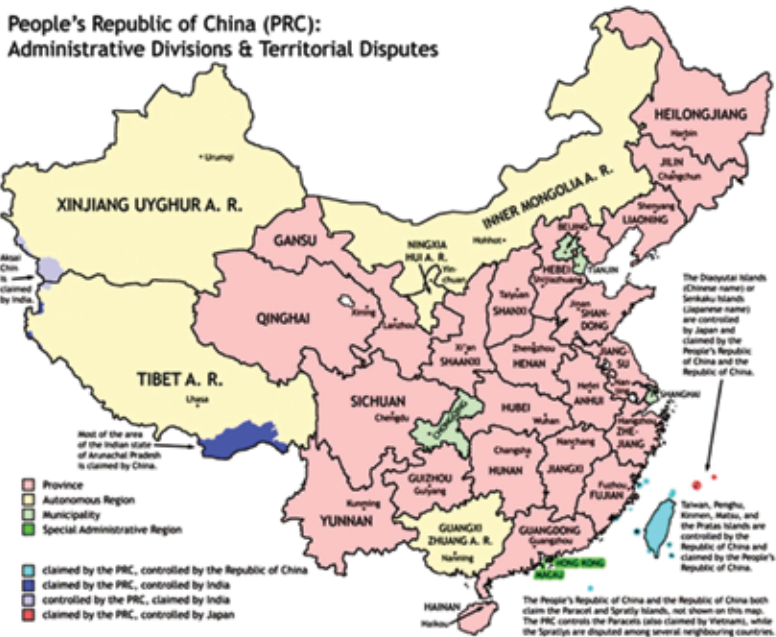 People's Republic of China (PRC):
Administrative Divisions & Territorial Disputes
HEILONGJIANG
Harbin
JILIN
Changchun
Urumqi
Shenyang
LIAONING
XINJIANG UYGHUR A. R.
INNER MONGOLIA A. R.
Hohhot
BEIJING
GANSU
NINGXIA
HUI A. R.
Yin-
chuan
HEBEI
TIANJIN
Shijiazhuang
Aksai
Chin
is
claimed
by India.
The Diaoyutai Islands
(Chinese name) or
Senkaku Islands
(Japanese name)
are controlled
by Japan and
claimed by the
People's Republic
of China and the
Republic of China.
Taiyuan
SHANXI
Jinan
SHAN-
DONG
QINGHAI
Xining
Lanzhou
Xi'an
SHAANXI
Zhengzhou
HENAN
JIANG-
SU
Nan-
jing
TIBET A. R.
Lhasa
SICHUAN
Chengdu
CHONGQING
HUBEI
Wuhan
Hefei
ANHUI
SHANGHAI
Hangzhou
ZHE-
JIANG
Most of the area
of the Indian state
of Arunachal Pradesh
is claimed by China.
Changsha
HUNAN
Nanchang
JIANGXI
GUIZHOU
Guiyang
Fuzhou
FUJIAN
Kunming
YUNNAN
GUANGXI
ZHUANG A. R.
Nanning
GUANGDONG
Guangzhou
HONG KONG
MACAU
HAINAN
Haikou
Taiwan, Penghu,
Kinmen, Matsu, and
the Pratas Islands are
controlled by the
Republic of China and
claimed by the People's
Republic of China.
Province
Autonomous Region
Municipality
Special Administrative Region
claimed by the PRC, controlled by the Republic of China
claimed by the PRC, controlled by India
controlled by the PRC, claimed by India
claimed by the PRC, controlled by Japan
The People's Republic of China and the Republic of China both
claim the Paracel and Spratly Islands, not shown on this map.
The PRC controls the Paracels (also claimed by Vietnam), while
the Spratlys are disputed among several neighbouring countries.